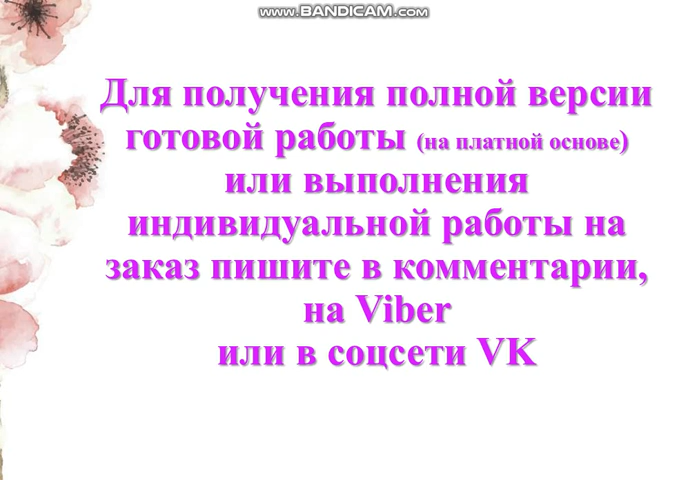 www.BANDICAM.com
Для получения полной версии
готовой работы (на платной основе)
или выполнения
индивидуальной работы на
заказ пишите в комментарии,
на Viber
или в соцсети VK